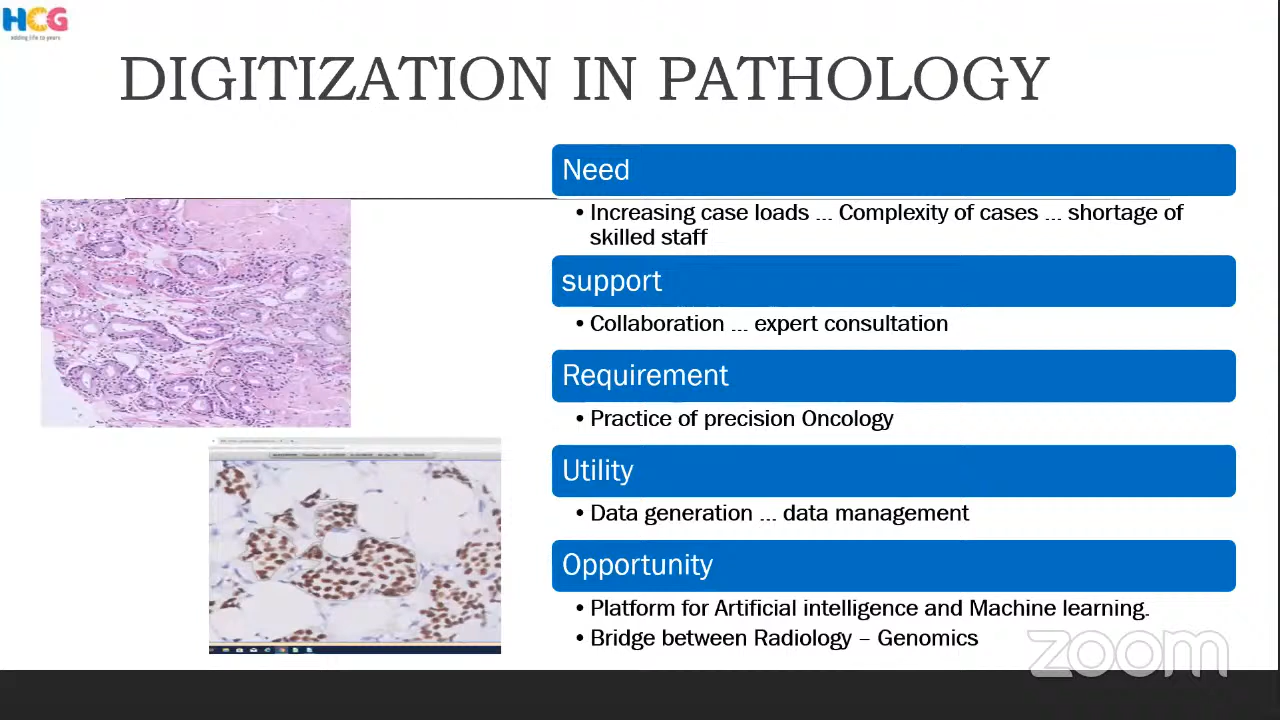 HCG
adding life to years
DIGITIZATION IN PATHOLOGY
Need
• Increasing case loads ... Complexity of cases ... shortage of
skilled staff
support
• Collaboration ... expert consultation
Requirement
• Practice of precision Oncology
Utility
• Data generation ... data management
Opportunity
• Platform for Artificial intelligence and Machine learning.
• Bridge between Radiology – Genomics
zoom